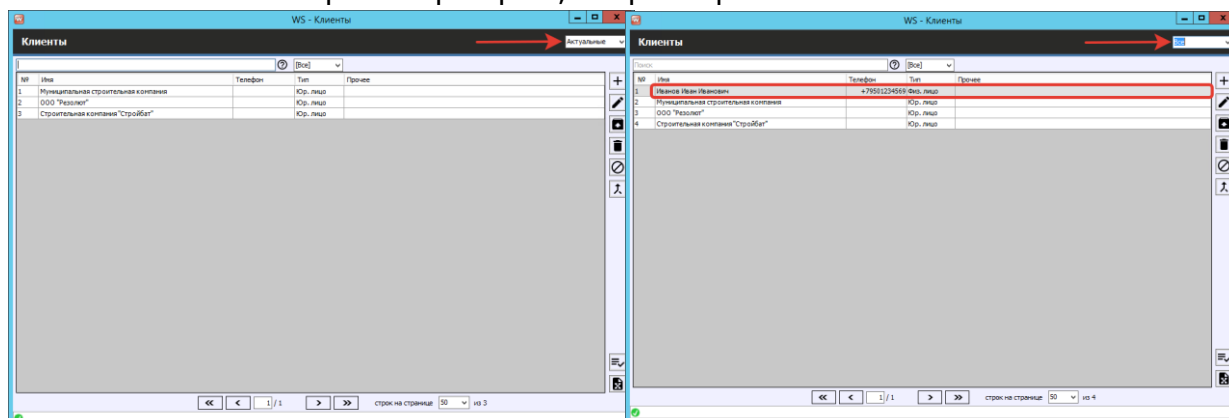 WS - Клиенты
Клиенты
Актуальные
[Все]
№ Имя Телефон Тип Прочее
1 Муниципальная строительная компания Юр. лицо
2 ООО "Резолют" Юр. лицо
3 Строительная компания "Стройбат" Юр. лицо
1 / 1 строк на странице 50 из 3
WS - Клиенты
Клиенты
Все
Поиск [Все]
№ Имя Телефон Тип Прочее
1 Иванов Иван Иванович +79501234569 Физ. лицо
2 Муниципальная строительная компания Юр. лицо
3 ООО "Резолют" Юр. лицо
4 Строительная компания "Стройбат" Юр. лицо
1 / 1 строк на странице 50 из 4